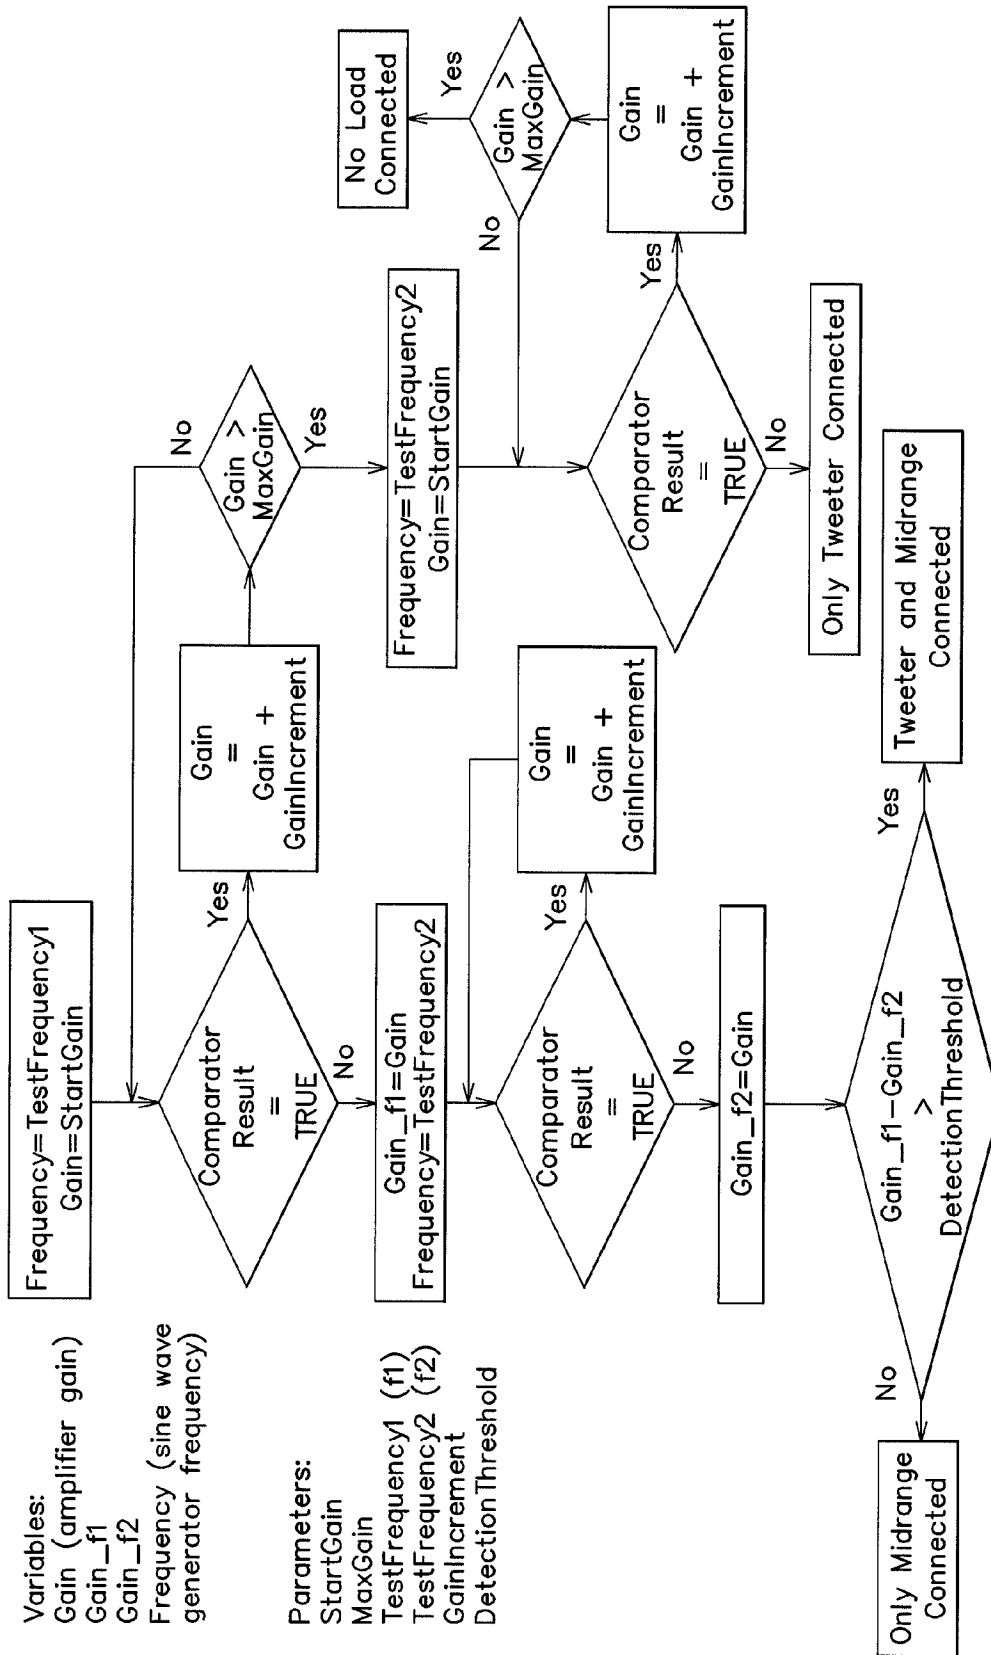 Variables:
Gain (amplifier gain)
Gain_f1
Gain_f2
Frequency (sine wave
generator frequency)
Parameters:
StartGain
MaxGain
TestFrequency1 (f1)
TestFrequency2 (f2)
GainIncrement
DetectionThreshold
Frequency=TestFrequency1
Gain=StartGain
Comparator
Result
=
TRUE
Yes
No
Gain
=
Gain +
GainIncrement
Gain >
MaxGain
No
Yes
Gain_f1=Gain
Frequency=TestFrequency2
Comparator
Result
=
TRUE
Yes
No
Gain
=
Gain +
GainIncrement
Gain_f2=Gain
Gain_f1-Gain_f2
>
DetectionThreshold
No
Yes
Only Midrange
Connected
Tweeter and Midrange
Connected
Frequency=TestFrequency2
Gain=StartGain
Comparator
Result
=
TRUE
Yes
No
Only Tweeter Connected
Gain
=
Gain +
GainIncrement
Gain >
MaxGain
No
Yes
No Load
Connected